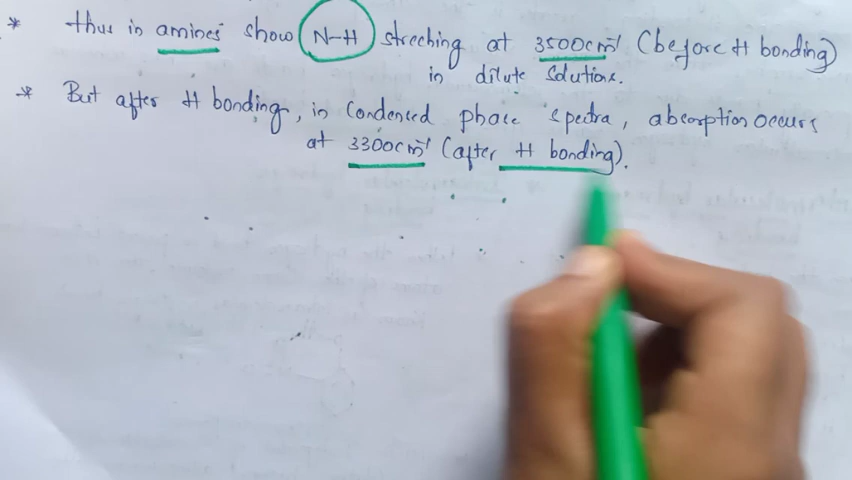 * thus in amines show N-H streching at 3500cm⁻¹ (before H bonding)
in dilute solutions.
* But after H bonding, in Condensed phase spectra, absorption occurs
at 3300cm⁻¹ (after H bonding).